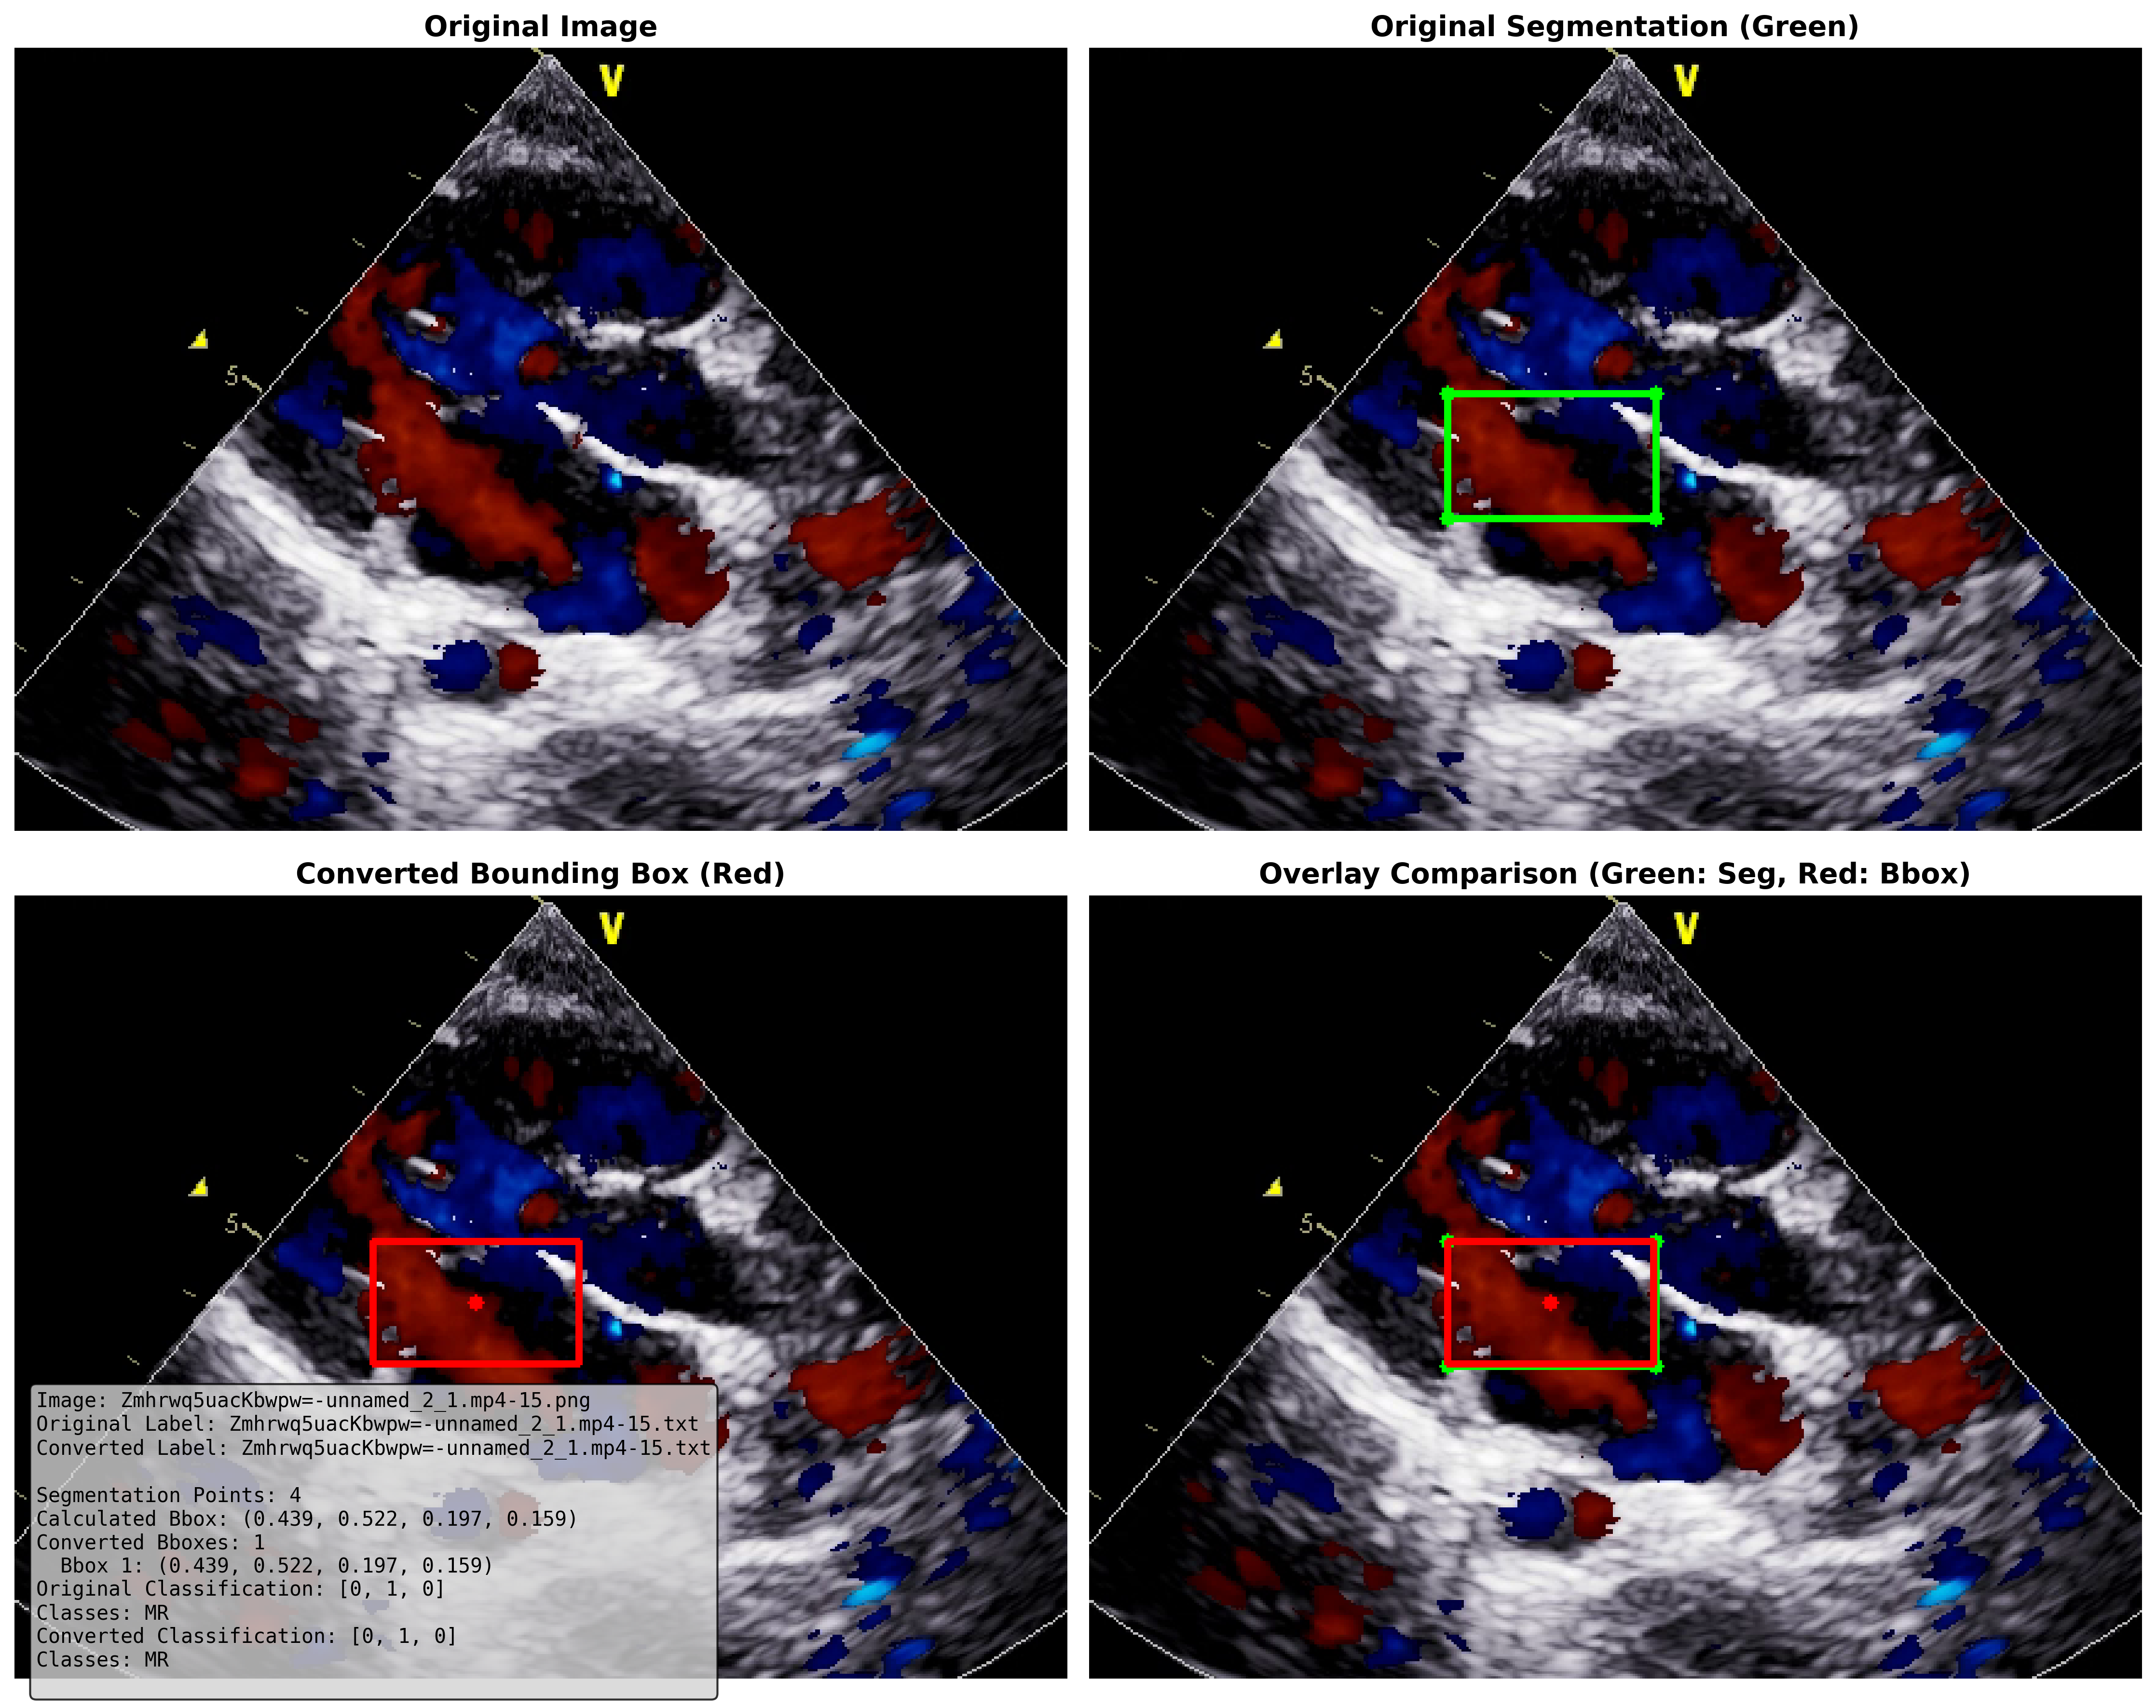 Original Image
Original Segmentation (Green)
V
V
5
5
Converted Bounding Box (Red)
Overlay Comparison (Green: Seg, Red: Bbox)
V
V
5
5
Image: Zmhrwq5uacKbwpw=-unnamed_2_1.mp4-15.png
Original Label: Zmhrwq5uacKbwpw=-unnamed_2_1.mp4-15.txt
Converted Label: Zmhrwq5uacKbwpw=-unnamed_2_1.mp4-15.txt
Segmentation Points: 4
Calculated Bbox: (0.439, 0.522, 0.197, 0.159)
Converted Bboxes: 1
Bbox 1: (0.439, 0.522, 0.197, 0.159)
Original Classification: [0, 1, 0]
Classes: MR
Converted Classification: [0, 1, 0]
Classes: MR